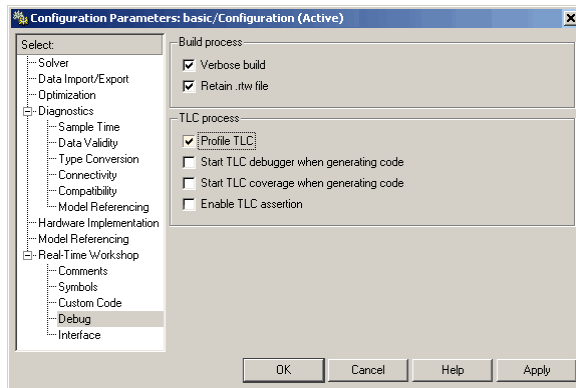 Configuration Parameters: basic/Configuration (Active)
Select:
Solver
Data Import/Export
Optimization
Diagnostics
Sample Time
Data Validity
Type Conversion
Connectivity
Compatibility
Model Referencing
Hardware Implementation
Model Referencing
Real-Time Workshop
Comments
Symbols
Custom Code
Debug
Interface
Build process
Verbose build
Retain .rtw file
TLC process
Profile TLC
Start TLC debugger when generating code
Start TLC coverage when generating code
Enable TLC assertion
OK
Cancel
Help
Apply